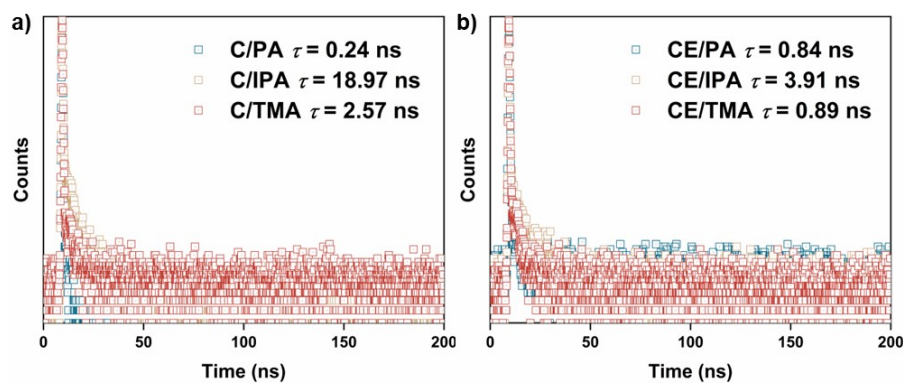 a)
C/PA τ = 0.24 ns
C/IPA τ = 18.97 ns
C/TMA τ = 2.57 ns
Counts
0 50 100 150 200
Time (ns)
b)
CE/PA τ = 0.84 ns
CE/IPA τ = 3.91 ns
CE/TMA τ = 0.89 ns
Counts
0 50 100 150 200
Time (ns)